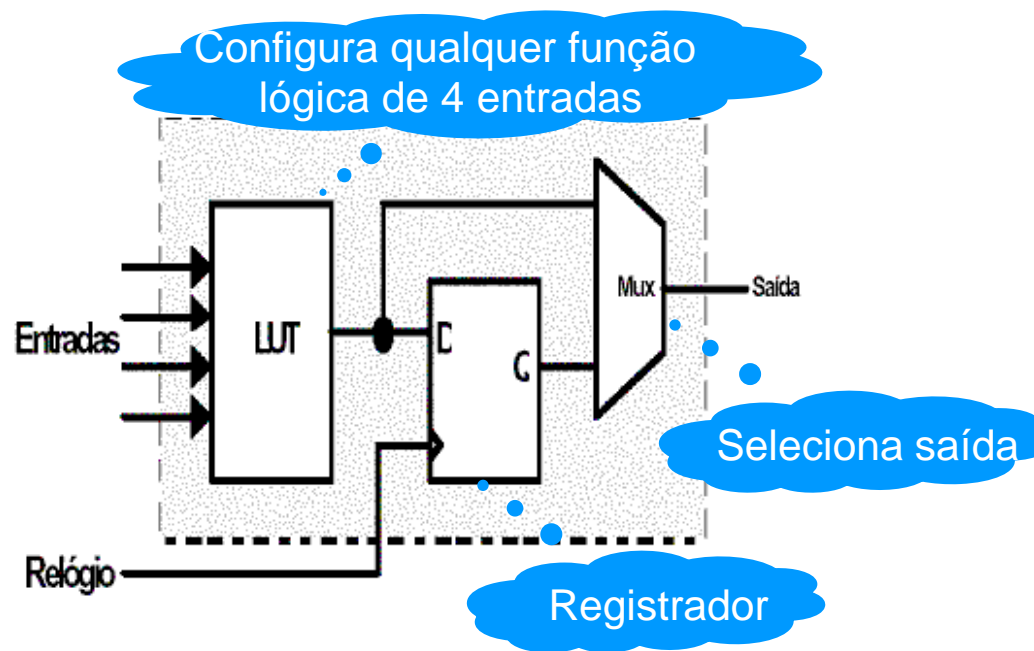 Configura qualquer função
lógica de 4 entradas
Entradas
LUT
D
Q
Mux
Saída
Seleciona saída
Relógio
Registrador